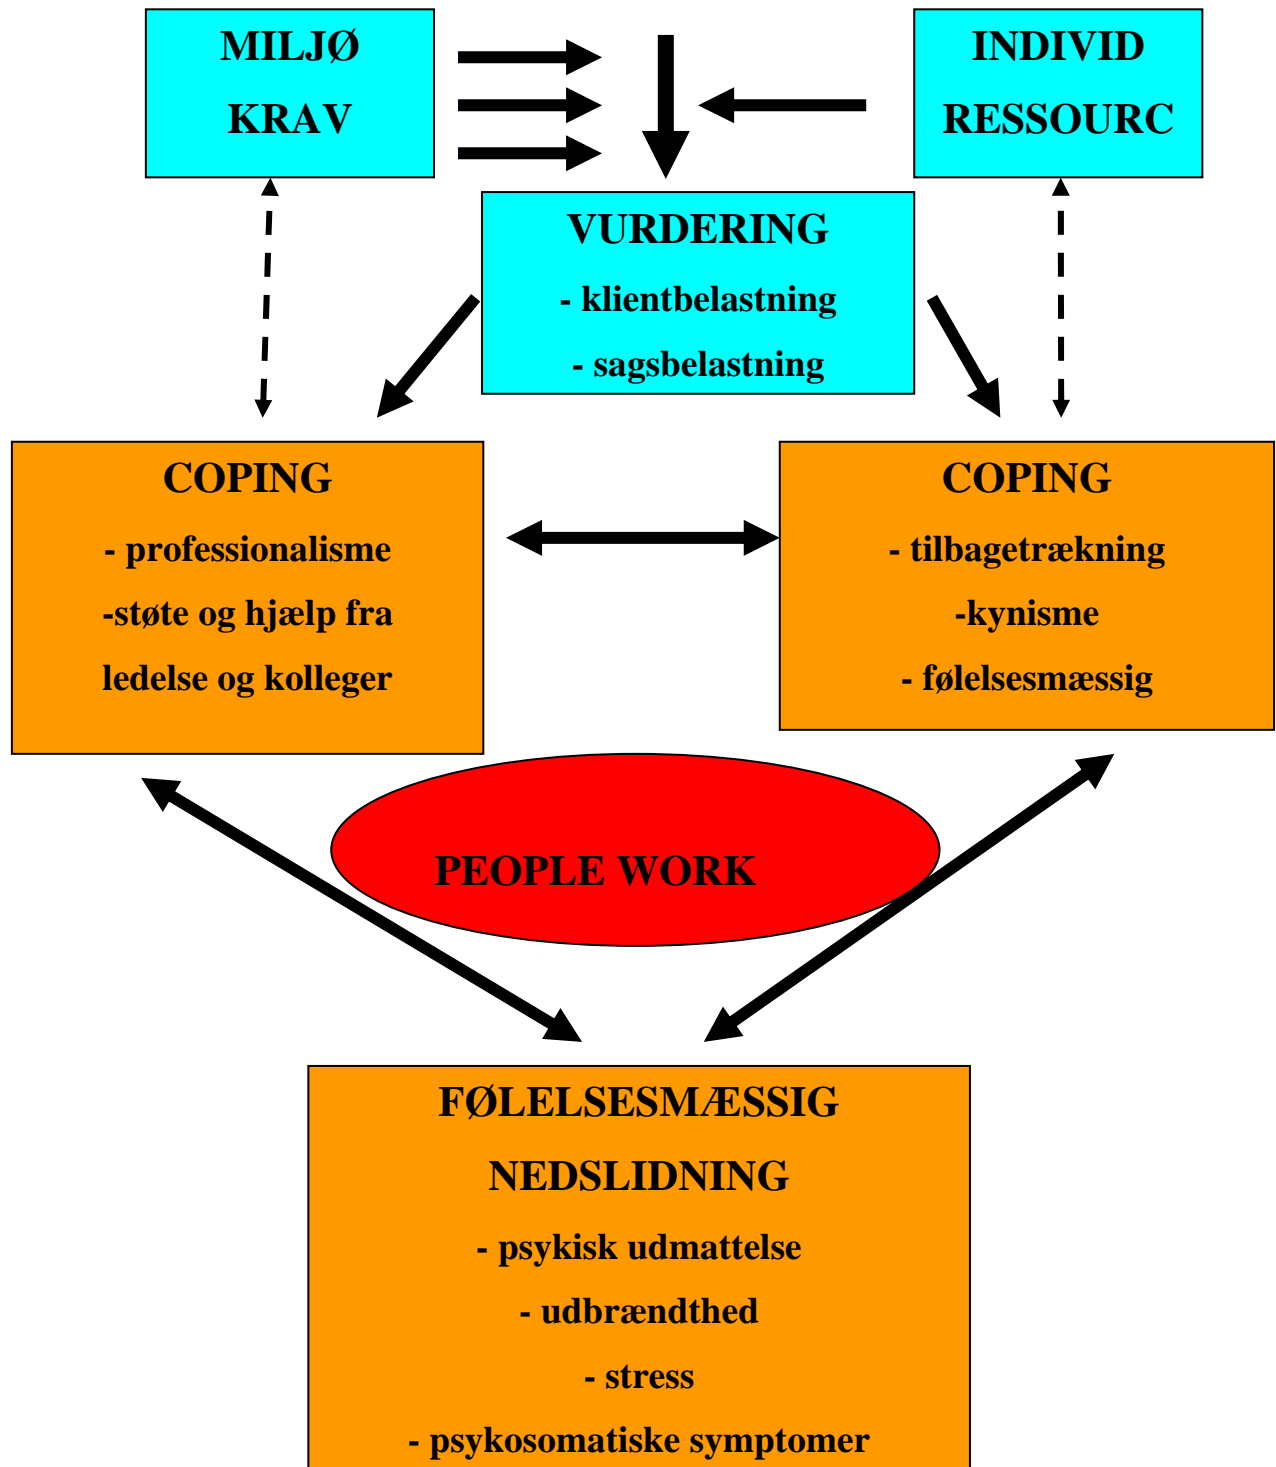 MILJØ
KRAV
INDIVID
RESSOURC
VURDERING
- klientbelastning
- sagsbelastning
COPING
- professionalisme
-støte og hjælp fra
ledelse og kolleger
COPING
- tilbagetrækning
-kynisme
- følelsesmæssig
PEOPLE WORK
FØLELSESMÆSSIG
NEDSLIDNING
- psykisk udmattelse
- udbrændthed
- stress
- psykosomatiske symptomer